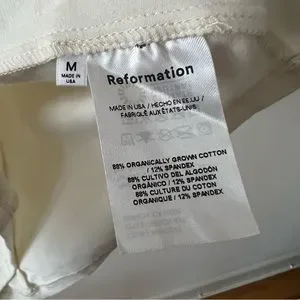 M
MADE IN
USA
Reformation
MADE IN USA / HECHO EN EE.UU /
FABRIQUÉ AUX ÉTATS-UNIS.
88% ORGANICALLY GROWN COTTON
/ 12% SPANDEX
88% CULTIVO DEL ALGODÓN
ORGÁNICO / 12% SPANDEX
88% CULTURE DU COTON
ORGANIQUE / 12% SPANDEX